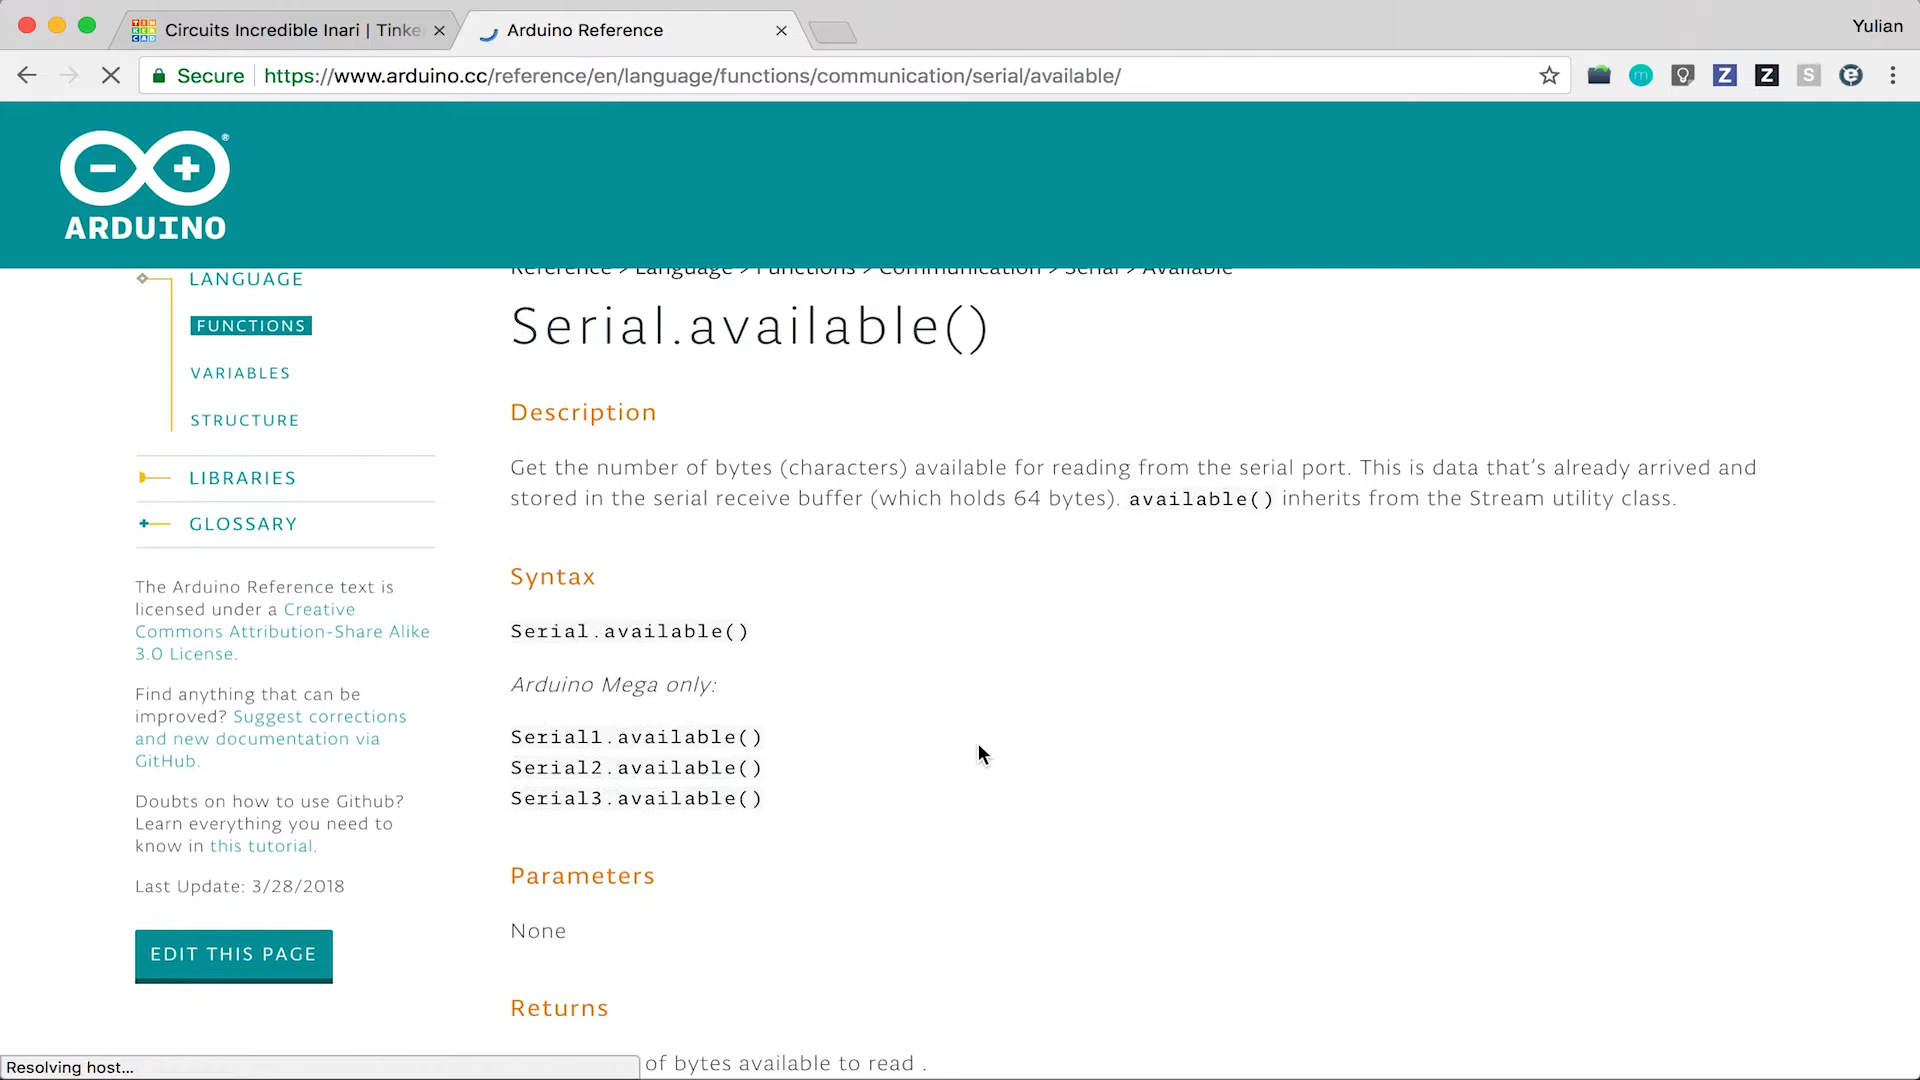 Circuits Incredible Inari | Tinke
Arduino Reference
Yulian
Secure
https://www.arduino.cc/reference/en/language/functions/communication/serial/available/
ARDUINO
Reference > Language > Functions > Communication > Serial > Available
LANGUAGE
FUNCTIONS
VARIABLES
STRUCTURE
LIBRARIES
GLOSSARY
The Arduino Reference text is
licensed under a Creative
Commons Attribution-Share Alike
3.0 License.
Find anything that can be
improved? Suggest corrections
and new documentation via
GitHub.
Doubts on how to use Github?
Learn everything you need to
know in this tutorial.
Last Update: 3/28/2018
EDIT THIS PAGE
Serial.available()
Description
Get the number of bytes (characters) available for reading from the serial port. This is data that’s already arrived and
stored in the serial receive buffer (which holds 64 bytes). available() inherits from the Stream utility class.
Syntax
Serial.available()
Arduino Mega only:
Serial1.available()
Serial2.available()
Serial3.available()
Parameters
None
Returns
of bytes available to read .
Resolving host...